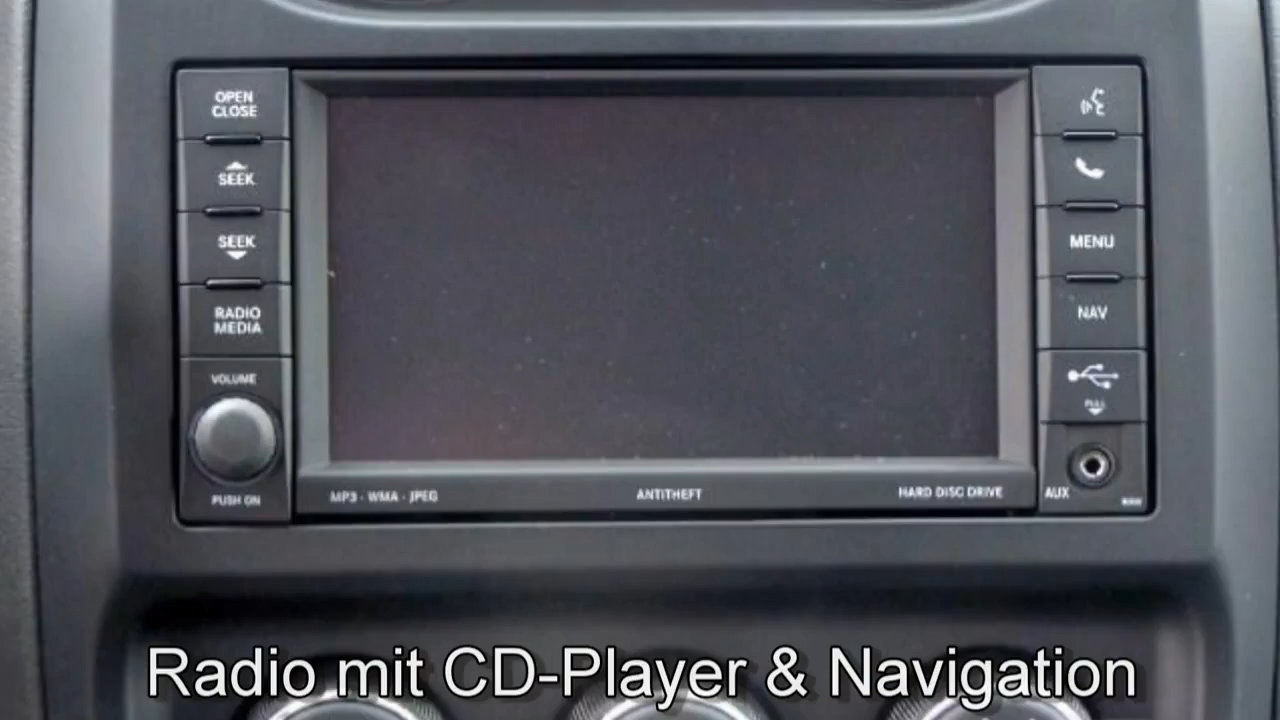 OPEN
CLOSE
SEEK
SEEK
RADIO
MEDIA
VOLUME
PUSH ON
MP3 · WMA · JPEG
ANTITHEFT
HARD DISC DRIVE
MENU
NAV
PULL
AUX
Radio mit CD-Player & Navigation